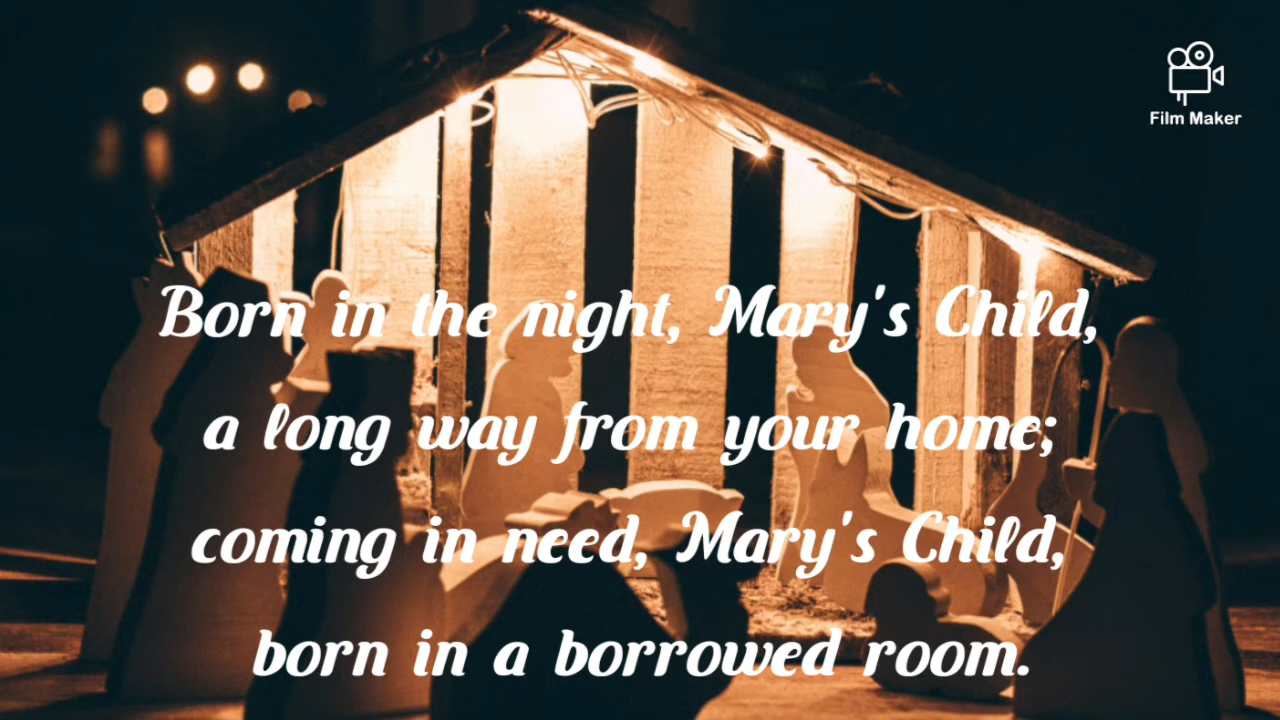 Film Maker
Born in the night, Mary's Child,
a long way from your home;
coming in need, Mary's Child,
born in a borrowed room.